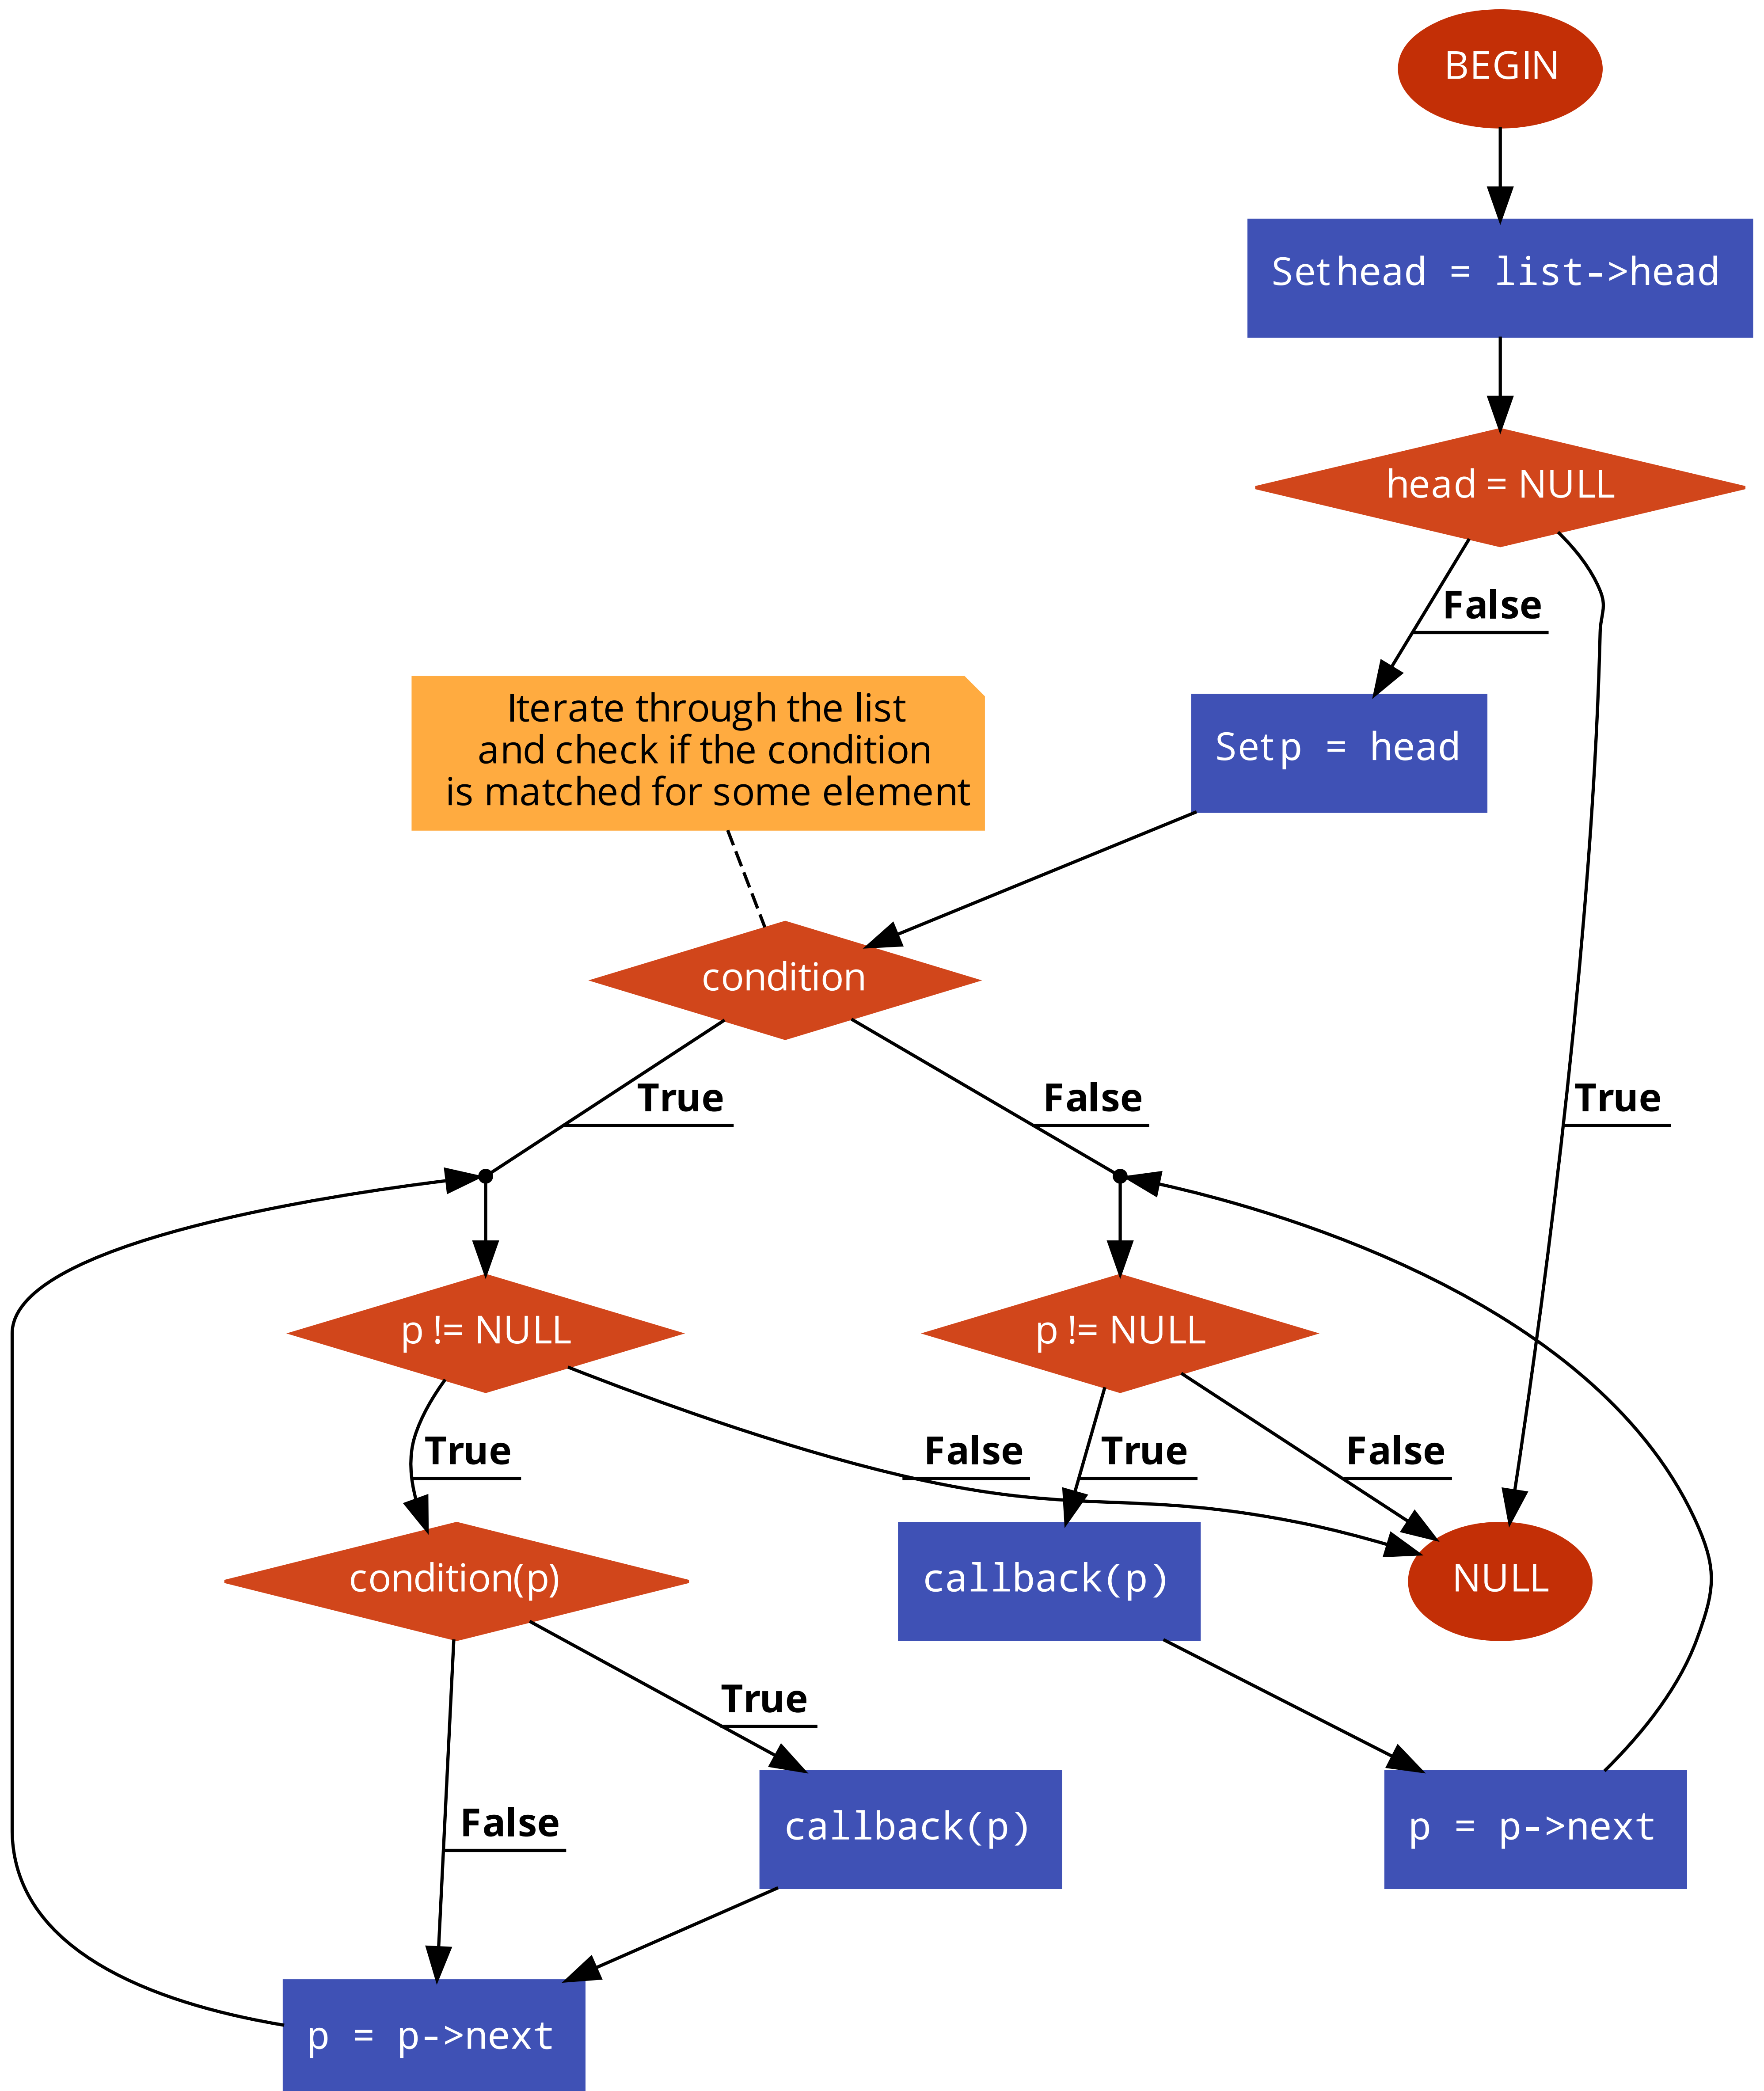 BEGIN
Set head = list->head
head = NULL
False
Iterate through the list
and check if the condition
is matched for some element
Set p = head
condition
True
False
True
p != NULL
p != NULL
True
False
True
False
condition(p)
callback(p)
NULL
True
False
callback(p)
p = p->next
p = p->next